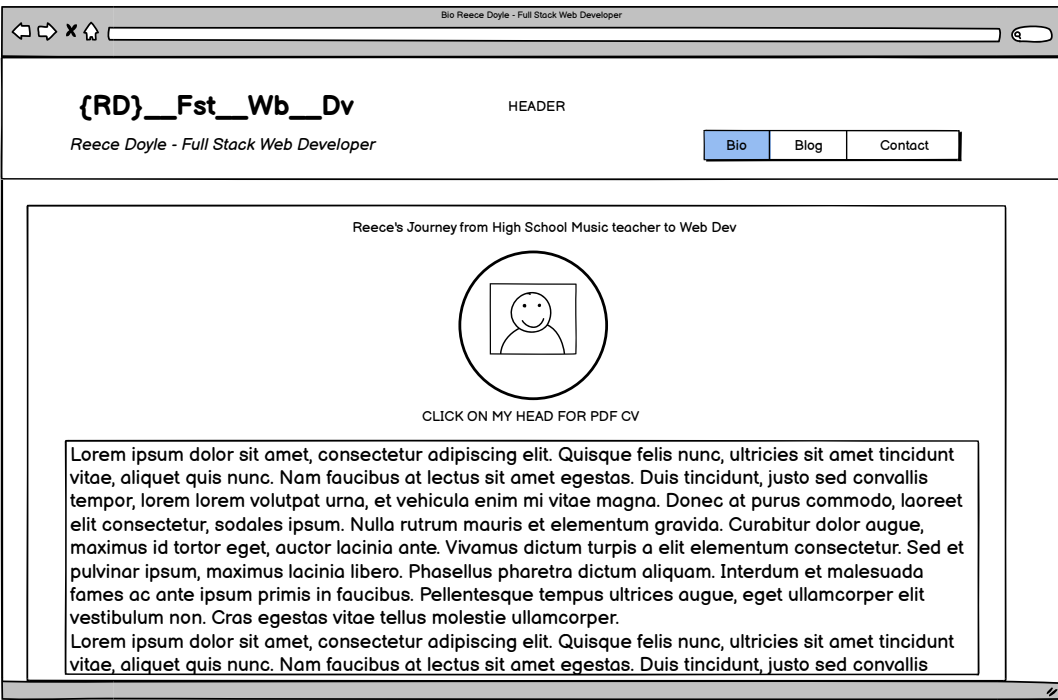 Bio Reece Doyle - Full Stack Web Developer
{RD}__Fst__Wb__Dv
HEADER
Reece Doyle - Full Stack Web Developer
Bio Blog Contact
Reece's Journey from High School Music teacher to Web Dev
CLICK ON MY HEAD FOR PDF CV
Lorem ipsum dolor sit amet, consectetur adipiscing elit. Quisque felis nunc, ultricies sit amet tincidunt
vitae, aliquet quis nunc. Nam faucibus at lectus sit amet egestas. Duis tincidunt, justo sed convallis
tempor, lorem lorem volutpat urna, et vehicula enim mi vitae magna. Donec at purus commodo, laoreet
elit consectetur, sodales ipsum. Nulla rutrum mauris et elementum gravida. Curabitur dolor augue,
maximus id tortor eget, auctor lacinia ante. Vivamus dictum turpis a elit elementum consectetur. Sed et
pulvinar ipsum, maximus lacinia libero. Phasellus pharetra dictum aliquam. Interdum et malesuada
fames ac ante ipsum primis in faucibus. Pellentesque tempus ultrices augue, eget ullamcorper elit
vestibulum non. Cras egestas vitae tellus molestie ullamcorper.
Lorem ipsum dolor sit amet, consectetur adipiscing elit. Quisque felis nunc, ultricies sit amet tincidunt
vitae, aliquet quis nunc. Nam faucibus at lectus sit amet egestas. Duis tincidunt, justo sed convallis